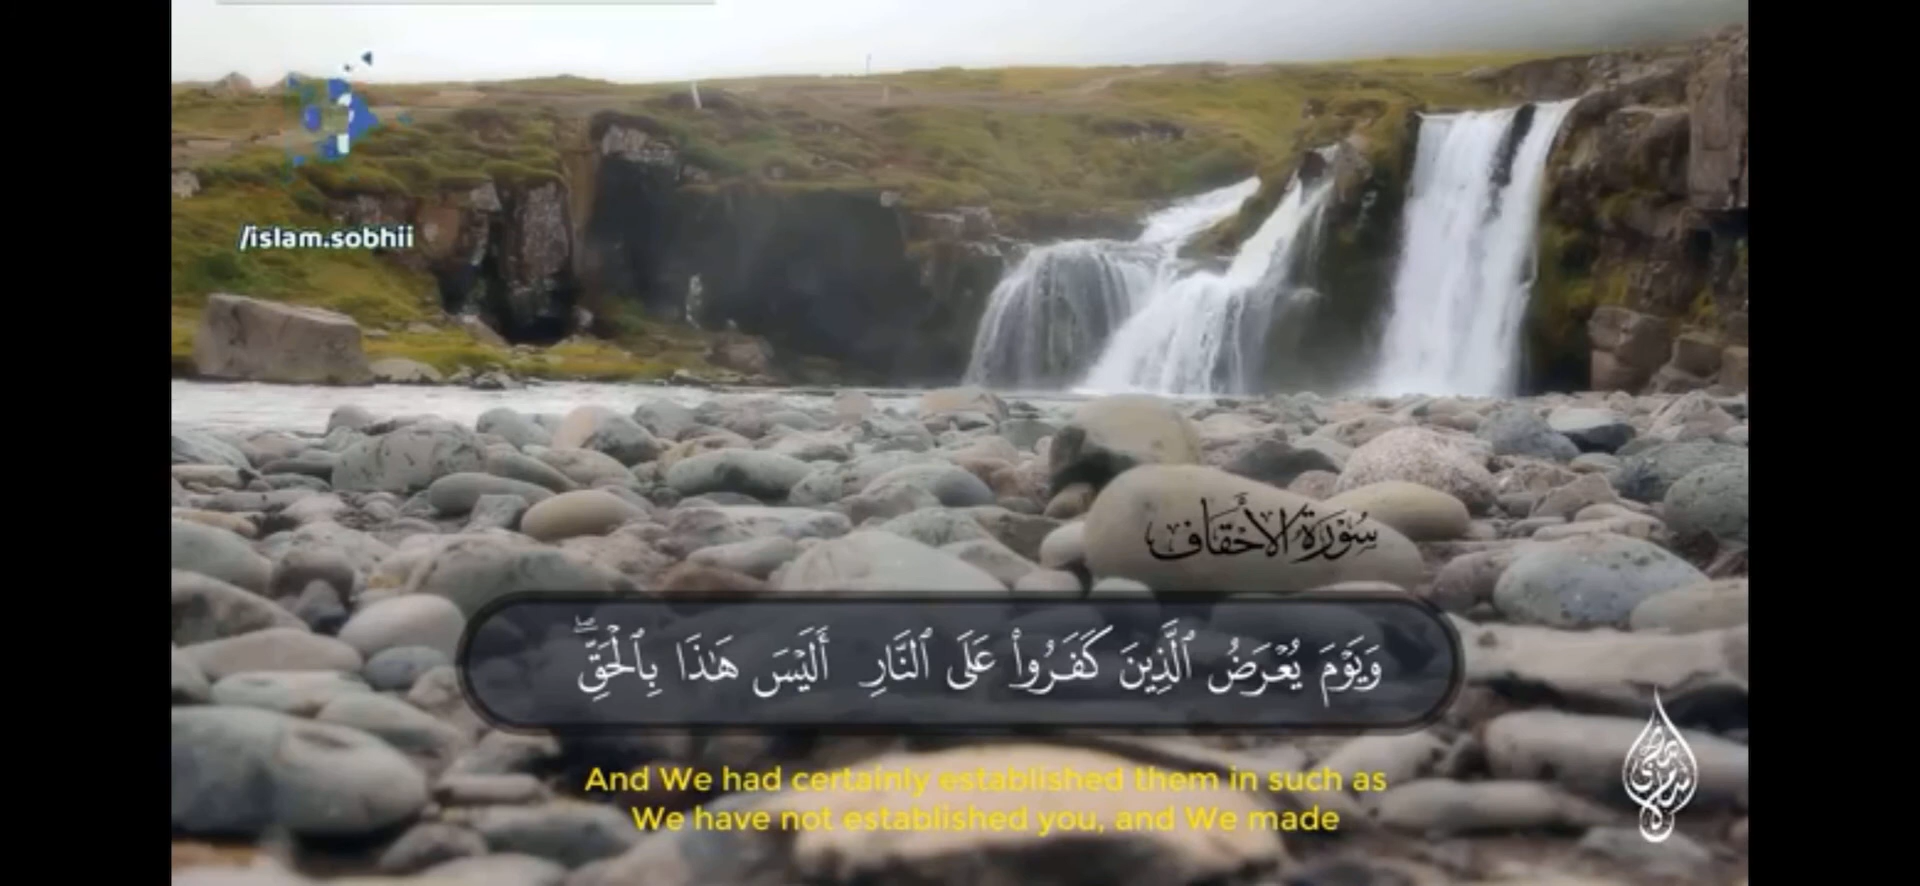 /islam.sobhii
سُورَةُ الأَحْقَاف
وَيَوْمَ يُعْرَضُ ٱلَّذِينَ كَفَرُوا۟ عَلَى ٱلنَّارِ أَلَيْسَ هَـٰذَا بِٱلْحَقِّ ۖ
And We had certainly established them in such as
We have not established you, and We made